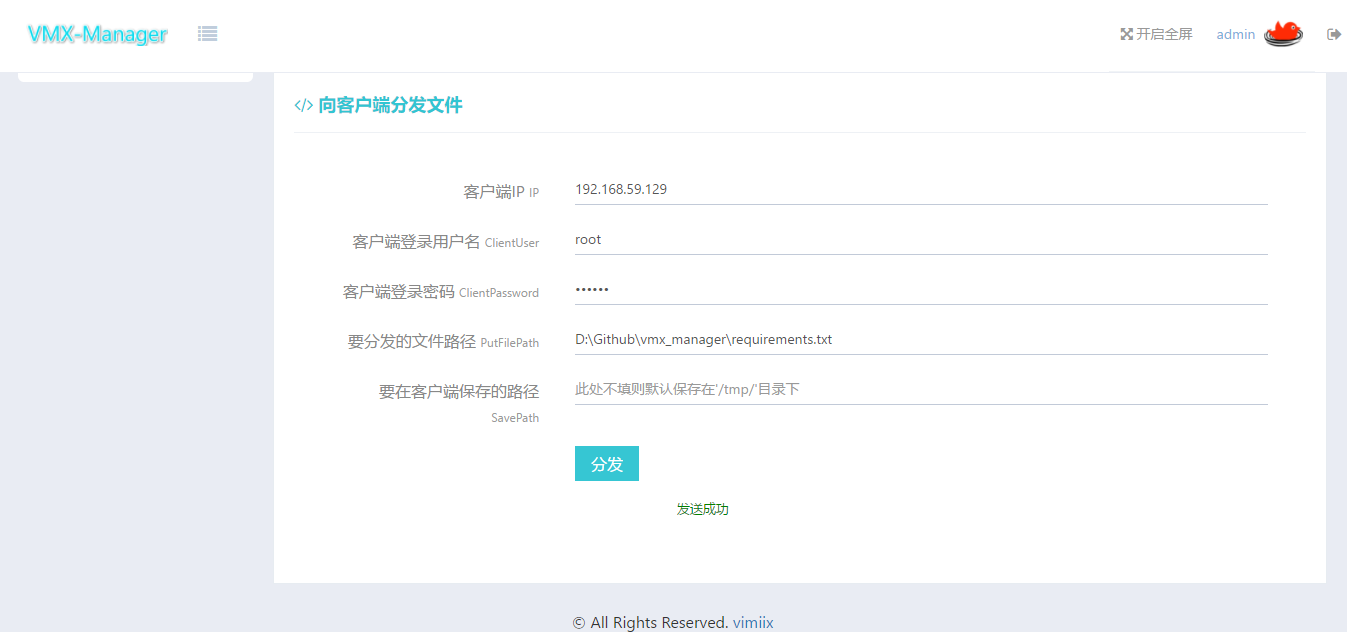 VMX-Manager
开启全屏 admin
</> 向客户端分发文件
客户端IP IP 192.168.59.129
客户端登录用户名 ClientUser root
客户端登录密码 ClientPassword ••••••
要分发的文件路径 PutFilePath D:\Github\vmx_manager\requirements.txt
要在客户端保存的路径 此处不填则默认保存在'/tmp/'目录下
SavePath
分发
发送成功
© All Rights Reserved. vimiix